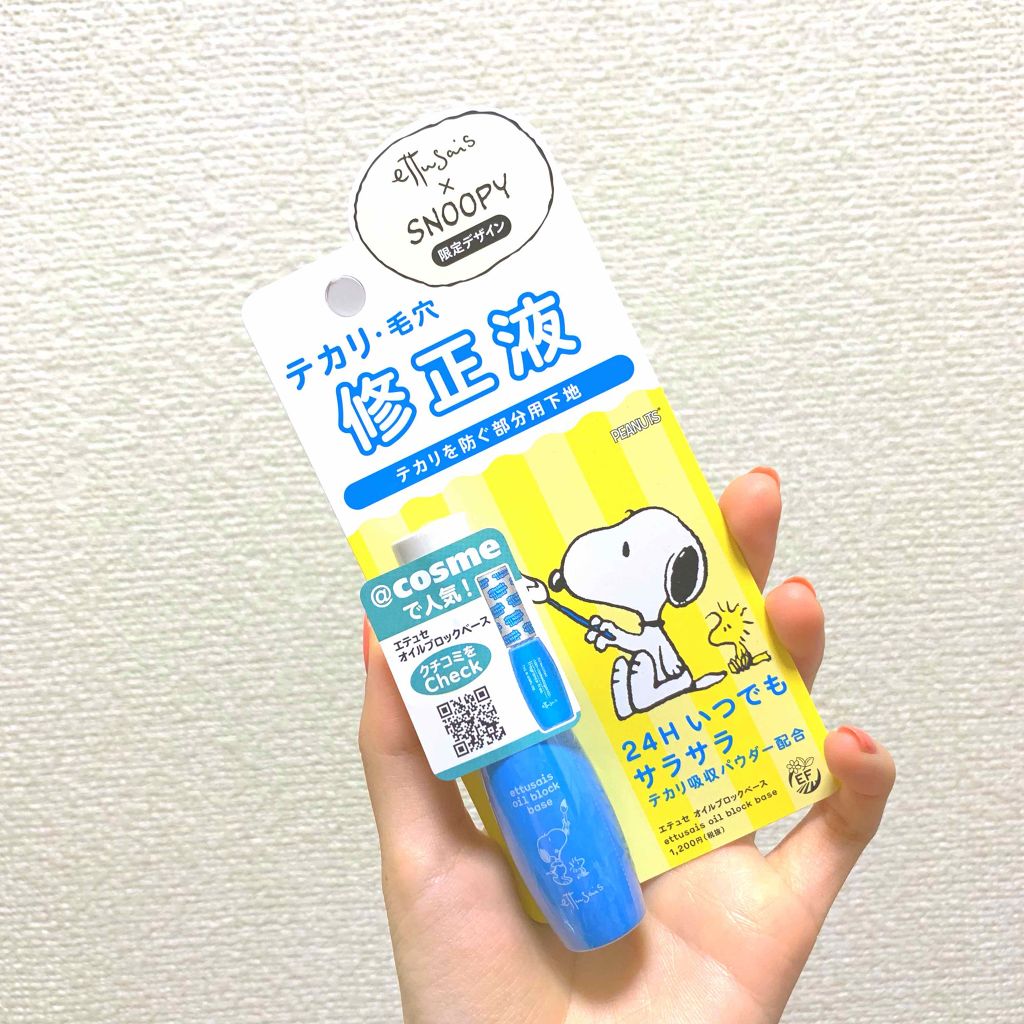 ettusais
×
SNOOPY
限定デザイン
テカリ・毛穴
修正液
テカリを防ぐ部分用下地
PEANUTS
@cosme
で人気！
エテュセ
オイルブロックベース
クチコミを
Check
24H いつでも
サラサラ
テカリ吸収パウダー配合
エテュセ オイルブロックベース
ettusais oil block base
1,200円(税抜)
EF
ettusais
oil block
base
ettusais